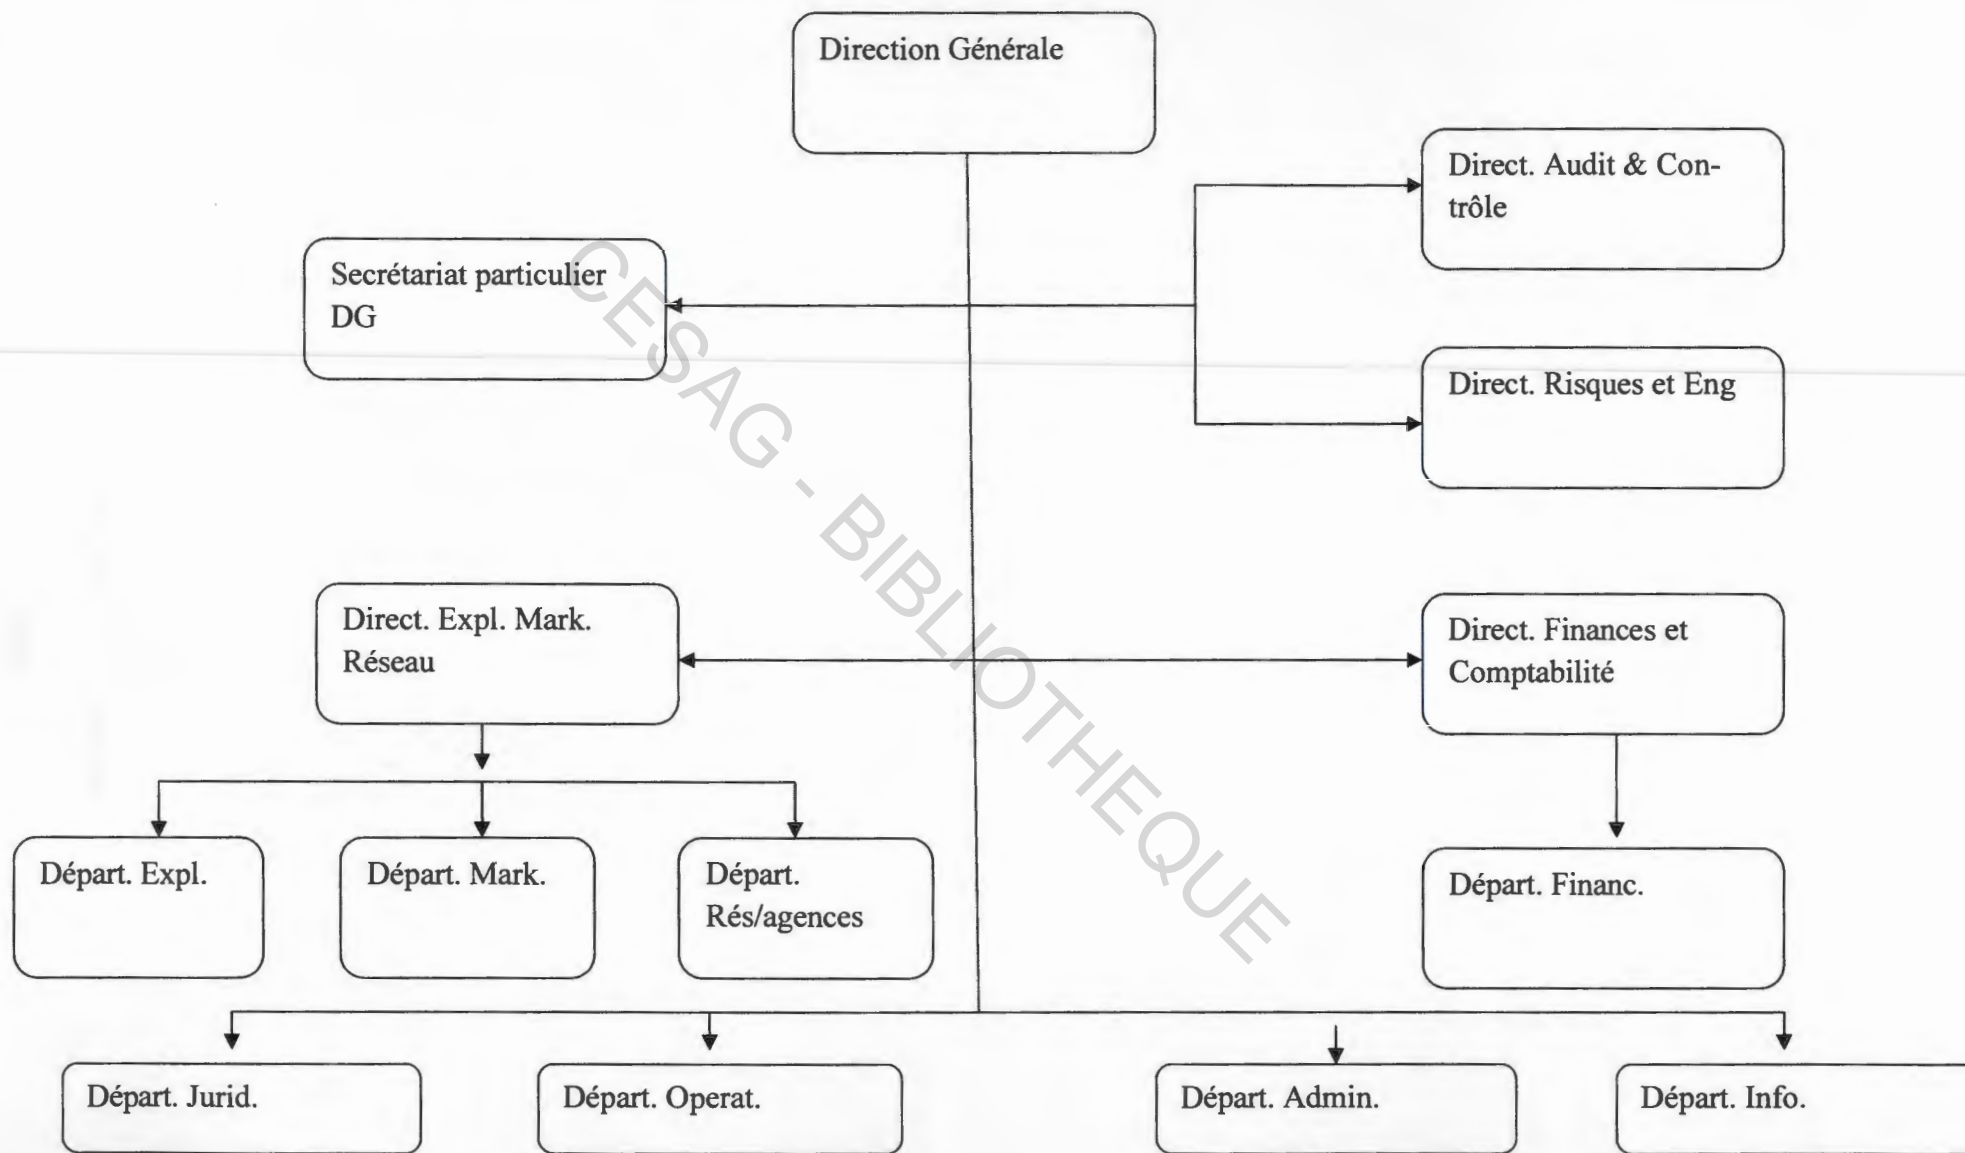 Direction Générale
Direct. Audit & Con-
trôle
Secrétariat particulier
DG
Direct. Risques et Eng
Direct. Expl. Mark.
Réseau
Direct. Finances et
Comptabilité
Départ. Expl.
Départ. Mark.
Départ.
Rés/agences
Départ. Financ.
Départ. Jurid.
Départ. Operat.
Départ. Admin.
Départ. Info.
CESAG - BIBLIOTHEQUE